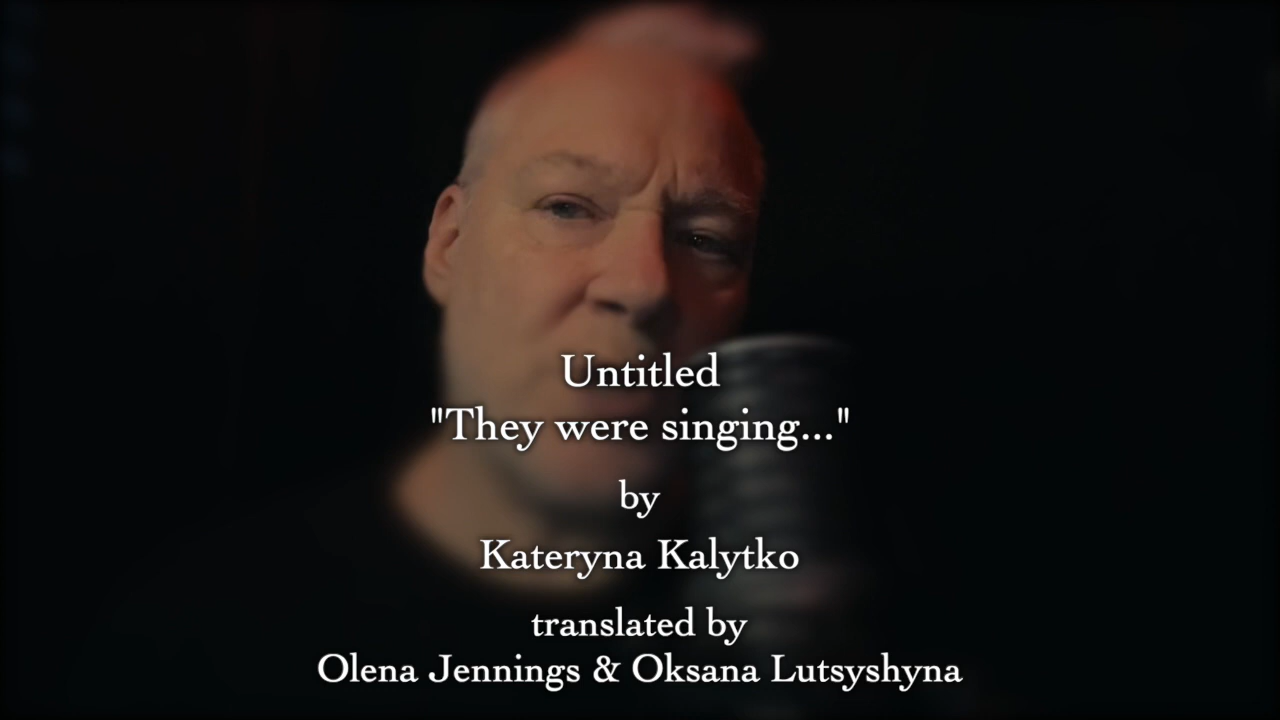 Untitled
"They were singing..."
by
Kateryna Kalytko
translated by
Olena Jennings & Oksana Lutsyshyna